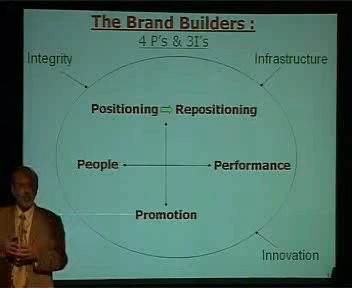 The Brand Builders :
4 P's & 3I's
Integrity
Infrastructure
Positioning ⇨ Repositioning
People
Performance
Promotion
Innovation